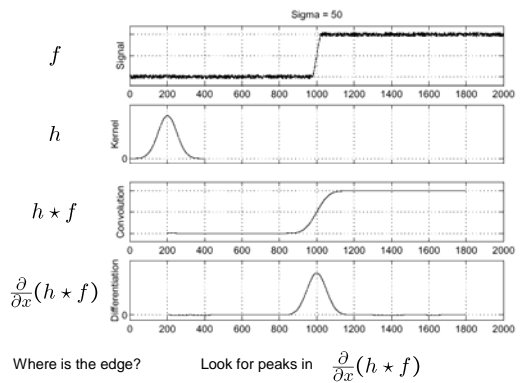 Sigma = 50
f
Signal
0 200 400 600 800 1000 1200 1400 1600 1800 2000
h
Kernel
0
0 200 400 600 800 1000 1200 1400 1600 1800 2000
h ⋆ f
Convolution
0 200 400 600 800 1000 1200 1400 1600 1800 2000
∂/∂x (h ⋆ f)
Differentiation
0
0 200 400 600 800 1000 1200 1400 1600 1800 2000
Where is the edge? Look for peaks in ∂/∂x (h ⋆ f)